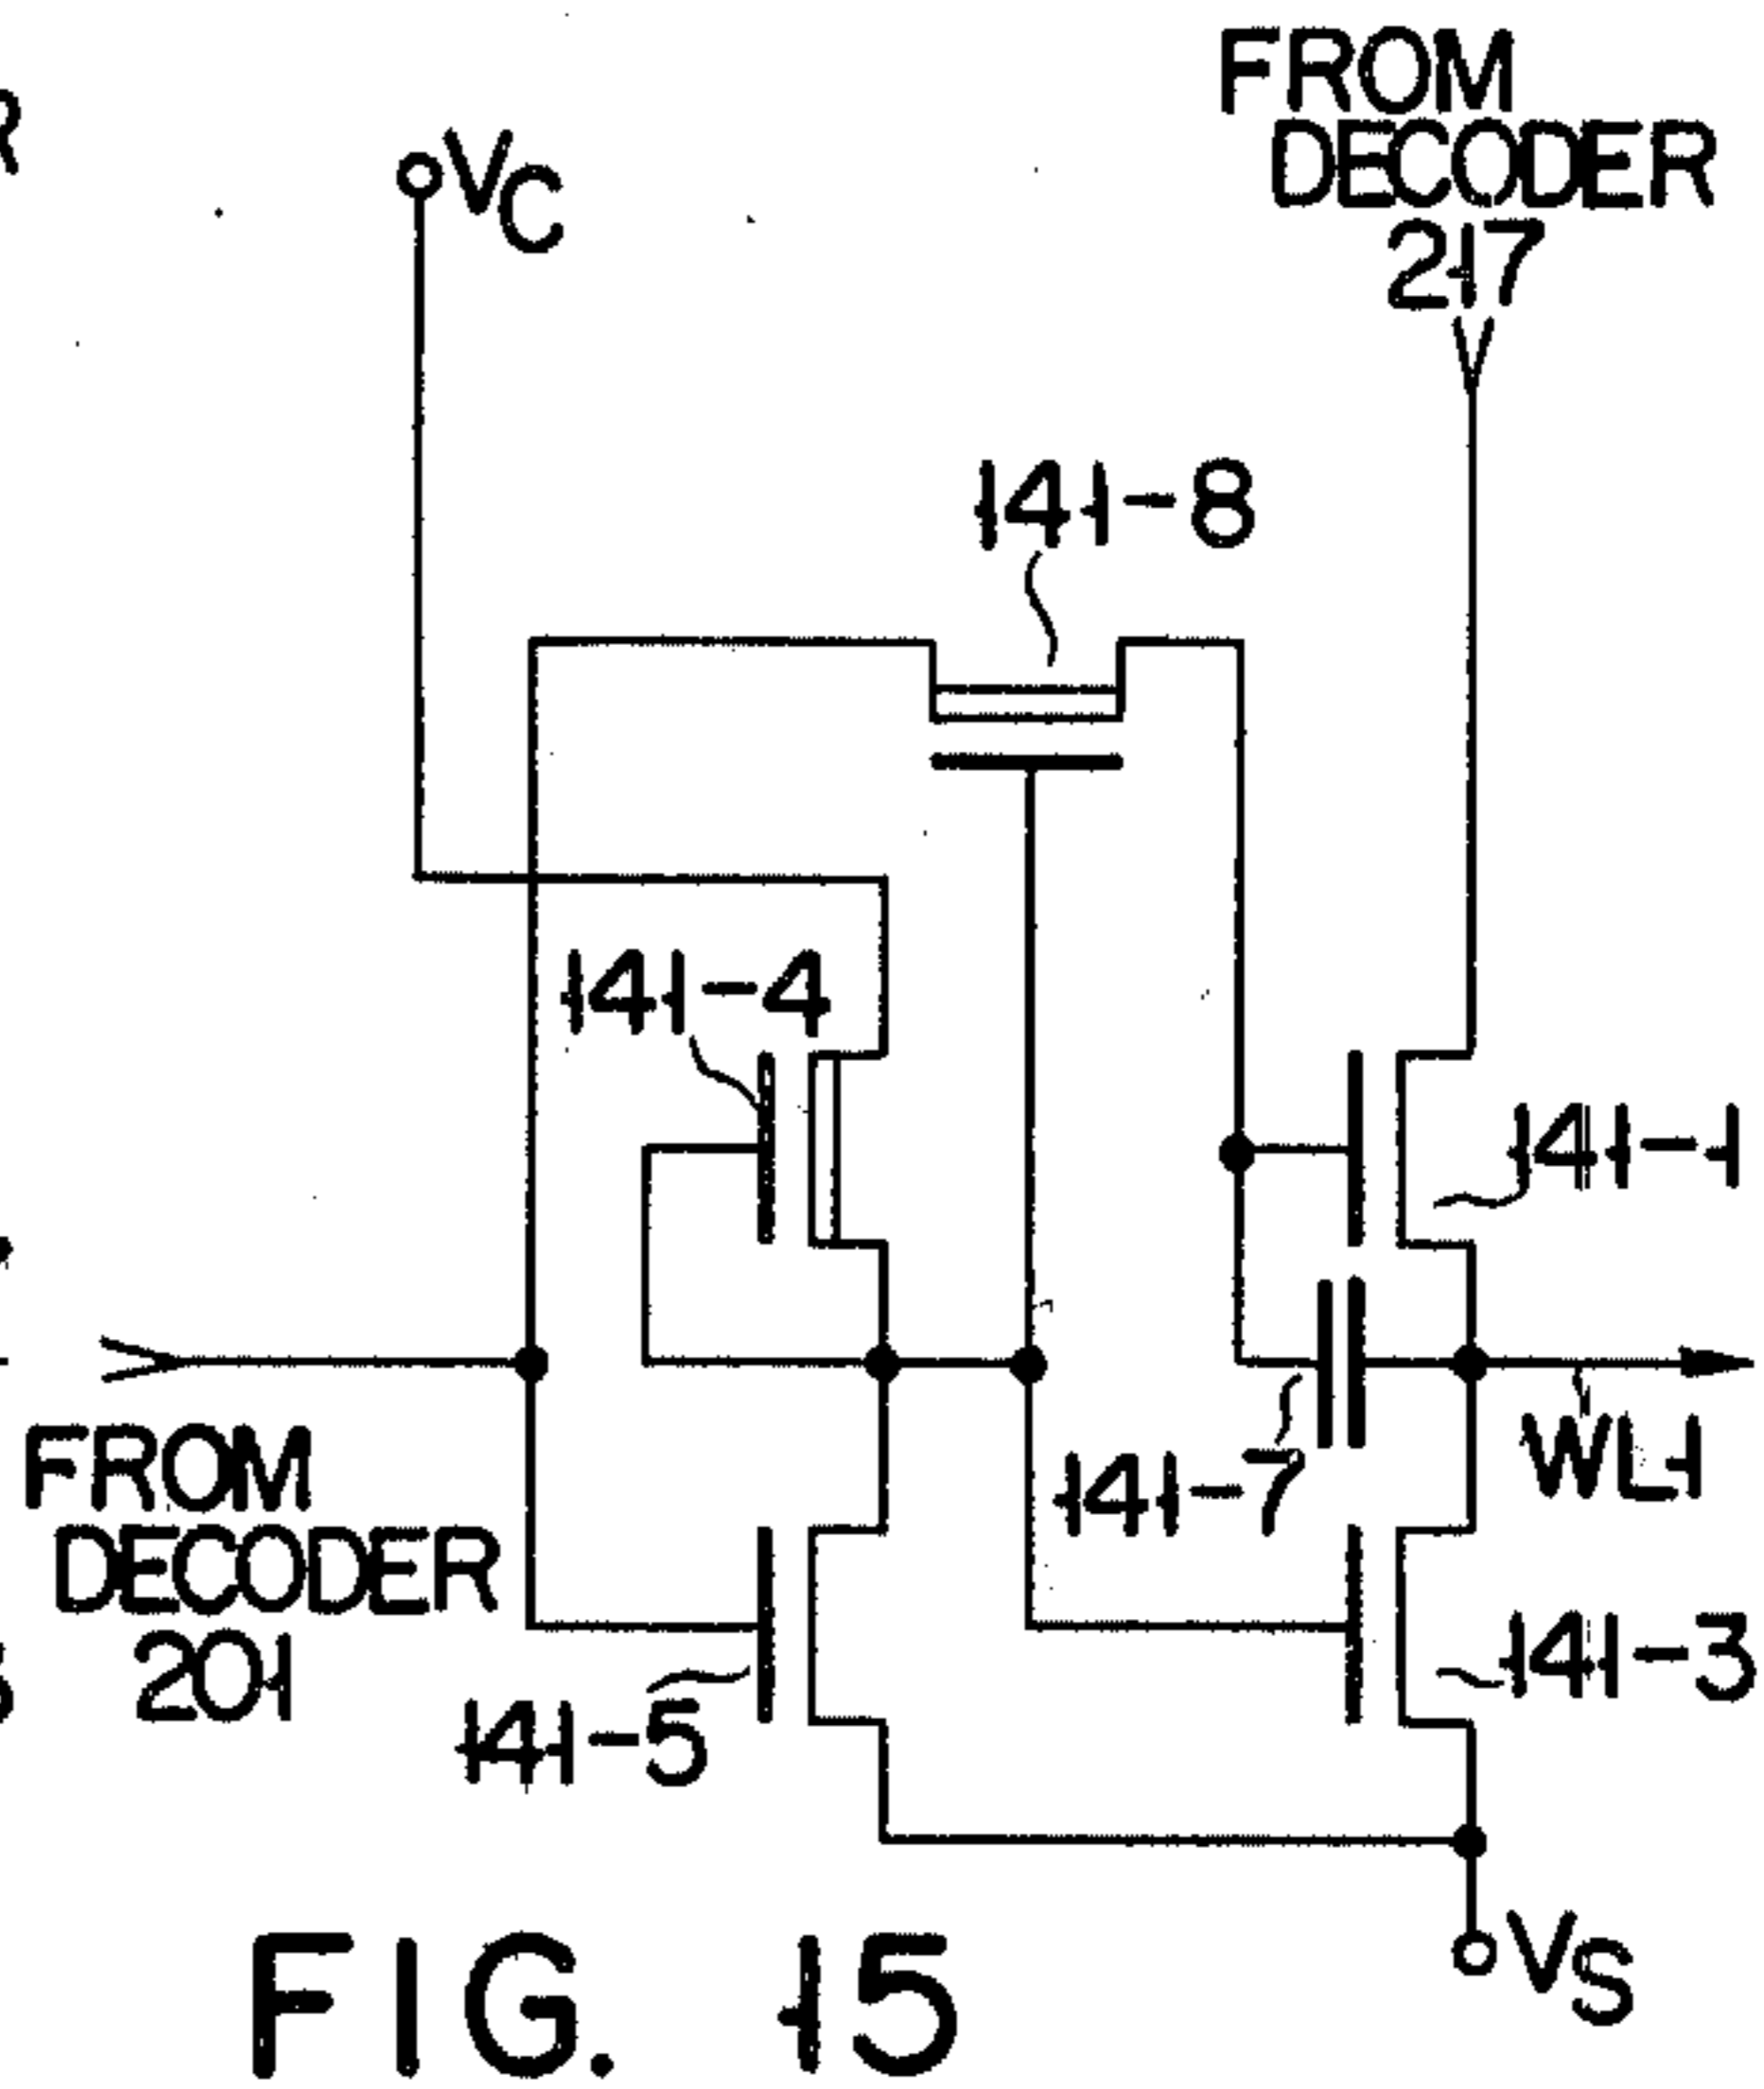 FROM
DECODER
217
VC
141-8
141-4
141-1
FROM
DECODER
201
141-7
WL1
141-5
141-3
VS
FIG. 15